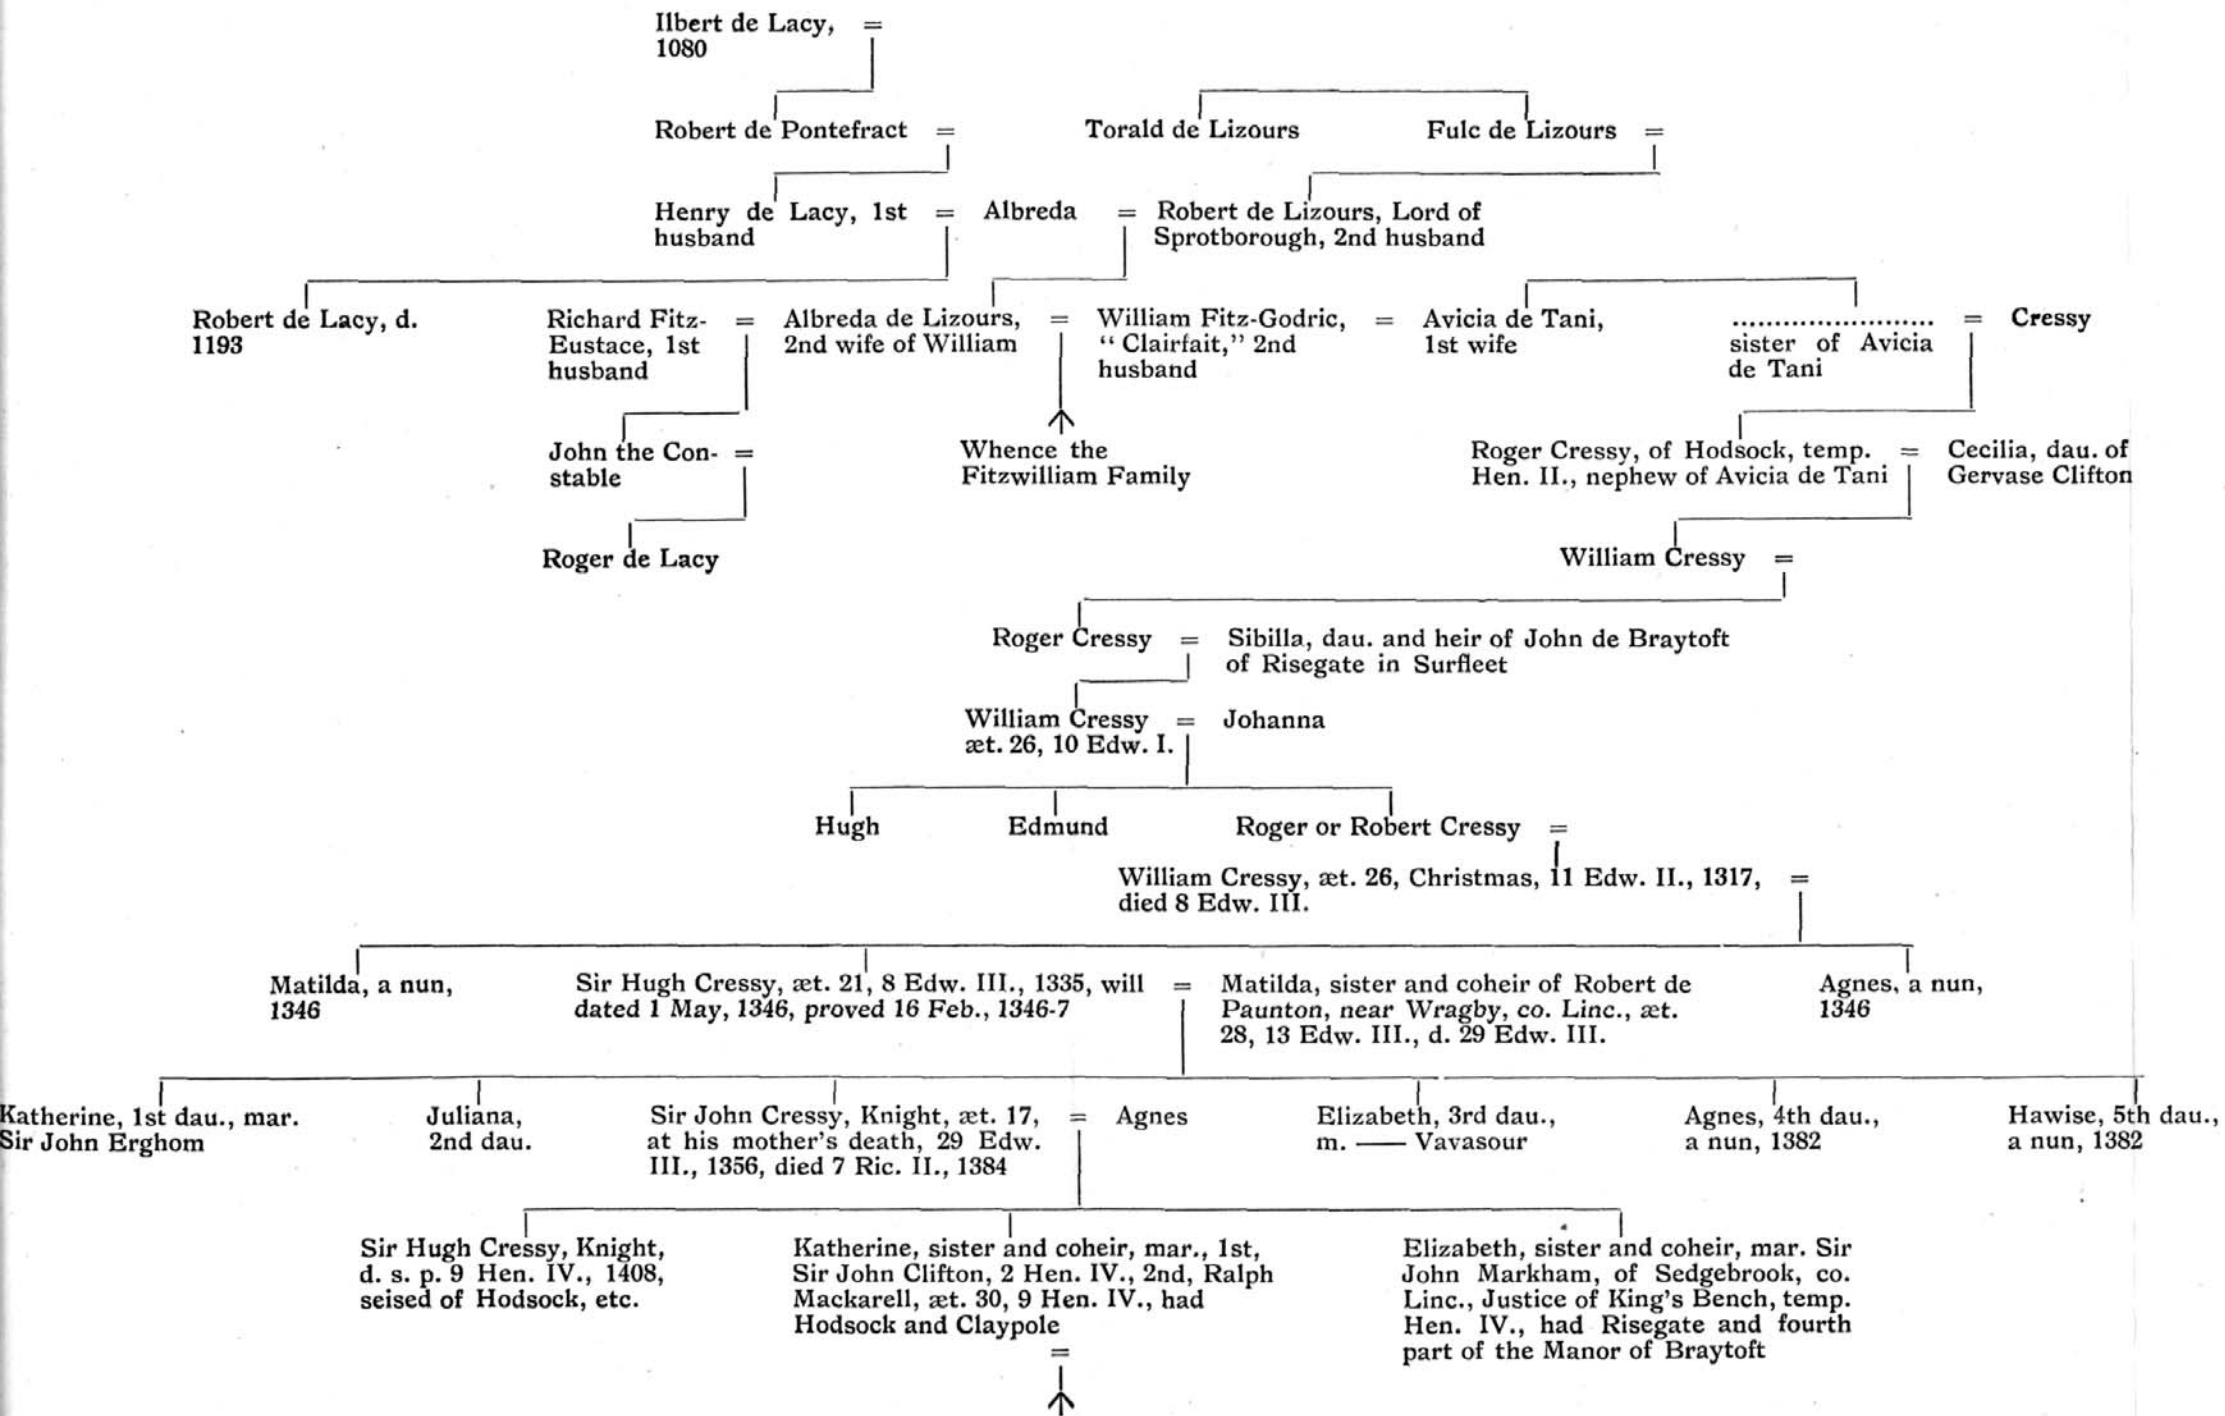 Ilbert de Lacy, =
1080
Robert de Pontefract =
Torald de Lizours
Fulc de Lizours =
Henry de Lacy, 1st
husband
= Albreda =
Robert de Lizours, Lord of
Sprotborough, 2nd husband
Robert de Lacy, d.
1193
Richard Fitz-
Eustace, 1st
husband
=
Albreda de Lizours,
2nd wife of William
=
William Fitz-Godric,
“ Clairfait,” 2nd
husband
=
Avicia de Tani,
1st wife
.......................
sister of Avicia
de Tani
= Cressy
John the Con-
stable
=
Whence the
Fitzwilliam Family
Roger Cressy, of Hodsock, temp.
Hen. II., nephew of Avicia de Tani
=
Cecilia, dau. of
Gervase Clifton
Roger de Lacy
William Cressy =
Roger Cressy =
Sibilla, dau. and heir of John de Braytoft
of Risegate in Surfleet
William Cressy
æt. 26, 10 Edw. I.
= Johanna
Hugh
Edmund
Roger or Robert Cressy =
William Cressy, æt. 26, Christmas, 11 Edw. II., 1317, =
died 8 Edw. III.
Matilda, a nun,
1346
Sir Hugh Cressy, æt. 21, 8 Edw. III., 1335, will
dated 1 May, 1346, proved 16 Feb., 1346-7
=
Matilda, sister and coheir of Robert de
Paunton, near Wragby, co. Linc., æt.
28, 13 Edw. III., d. 29 Edw. III.
Agnes, a nun,
1346
Katherine, 1st dau., mar.
Sir John Erghom
Juliana,
2nd dau.
Sir John Cressy, Knight, æt. 17,
at his mother's death, 29 Edw.
III., 1356, died 7 Ric. II., 1384
= Agnes
Elizabeth, 3rd dau.,
m. —— Vavasour
Agnes, 4th dau.,
a nun, 1382
Hawise, 5th dau.,
a nun, 1382
Sir Hugh Cressy, Knight,
d. s. p. 9 Hen. IV., 1408,
seised of Hodsock, etc.
Katherine, sister and coheir, mar., 1st,
Sir John Clifton, 2 Hen. IV., 2nd, Ralph
Mackarell, æt. 30, 9 Hen. IV., had
Hodsock and Claypole
=
Elizabeth, sister and coheir, mar. Sir
John Markham, of Sedgebrook, co.
Linc., Justice of King's Bench, temp.
Hen. IV., had Risegate and fourth
part of the Manor of Braytoft